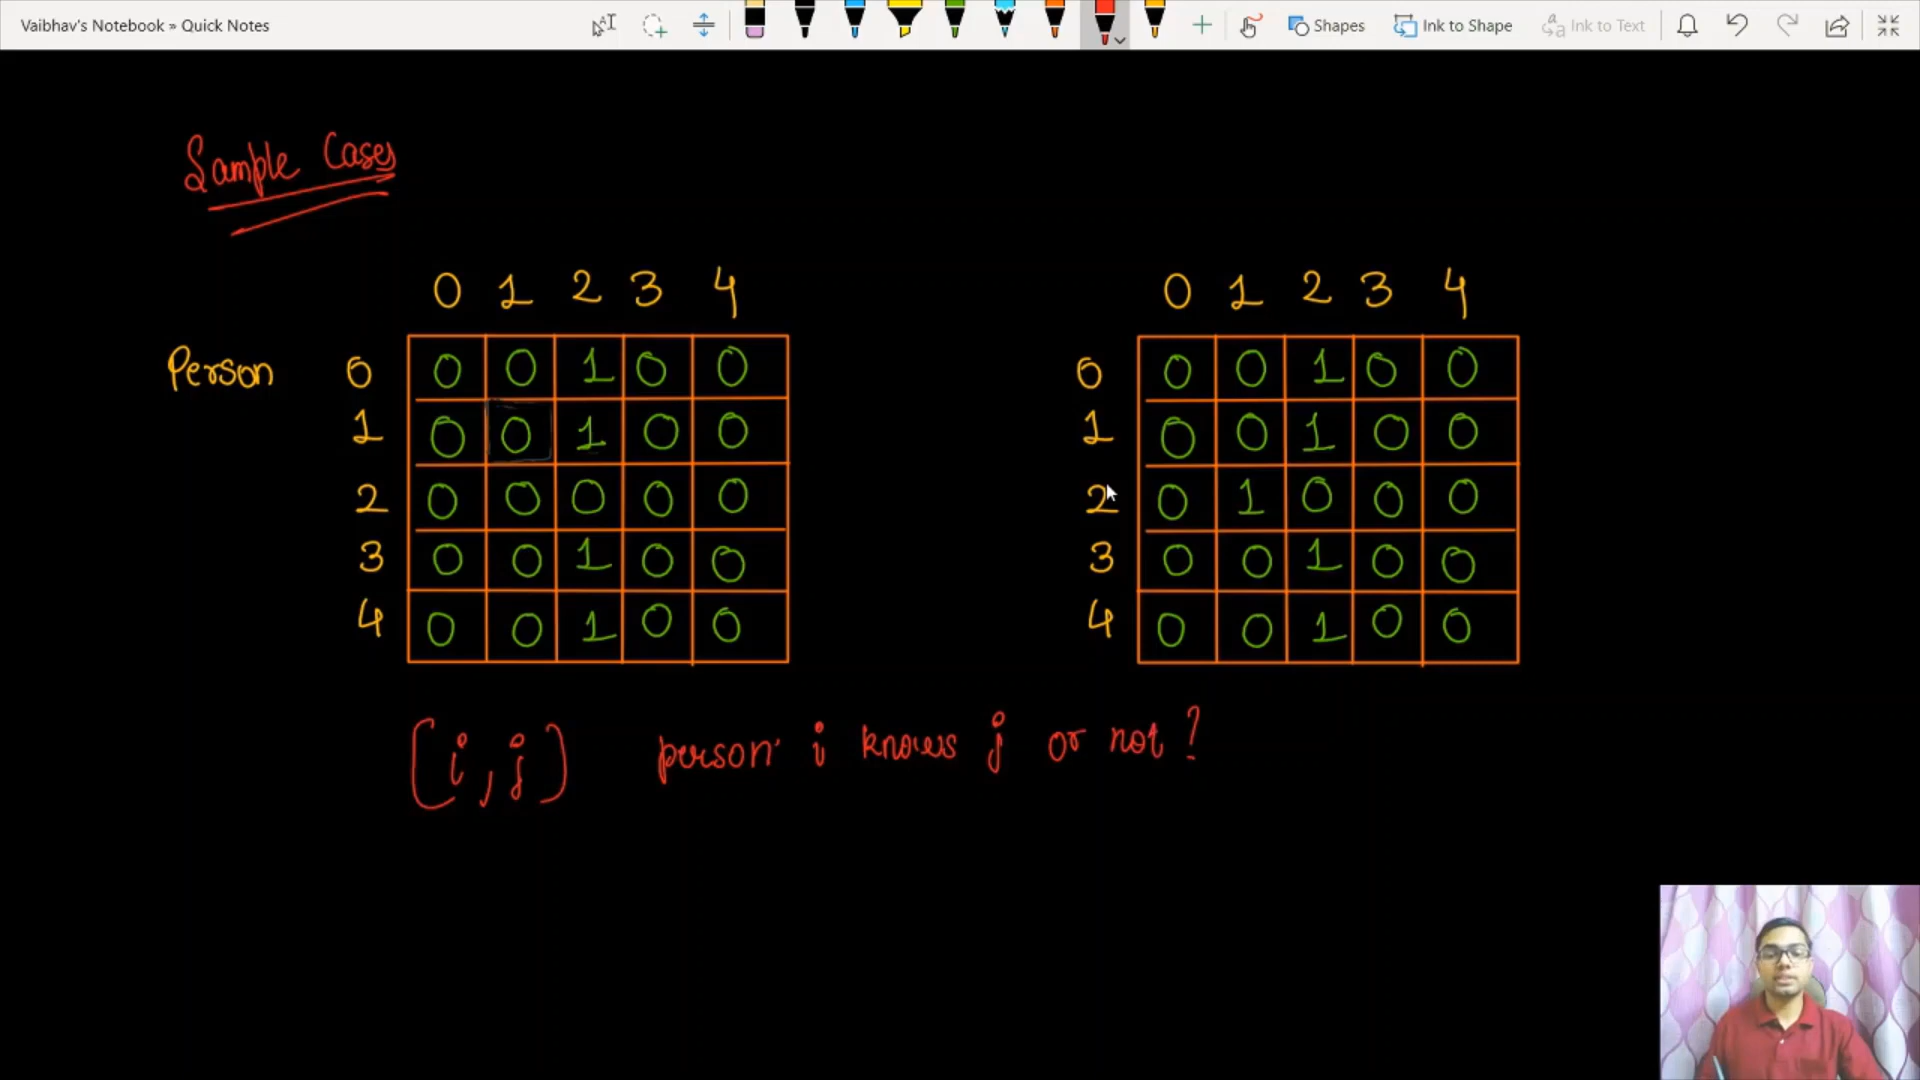 Vaibhav's Notebook » Quick Notes
Shapes
Ink to Shape
Ink to Text
Sample Cases
0 1 2 3 4
Person 0 0 0 1 0 0
1 0 0 1 0 0
2 0 0 0 0 0
3 0 0 1 0 0
4 0 0 1 0 0
0 1 2 3 4
0 0 0 1 0 0
1 0 0 1 0 0
2 0 1 0 0 0
3 0 0 1 0 0
4 0 0 1 0 0
(i, j) person i knows j or not?